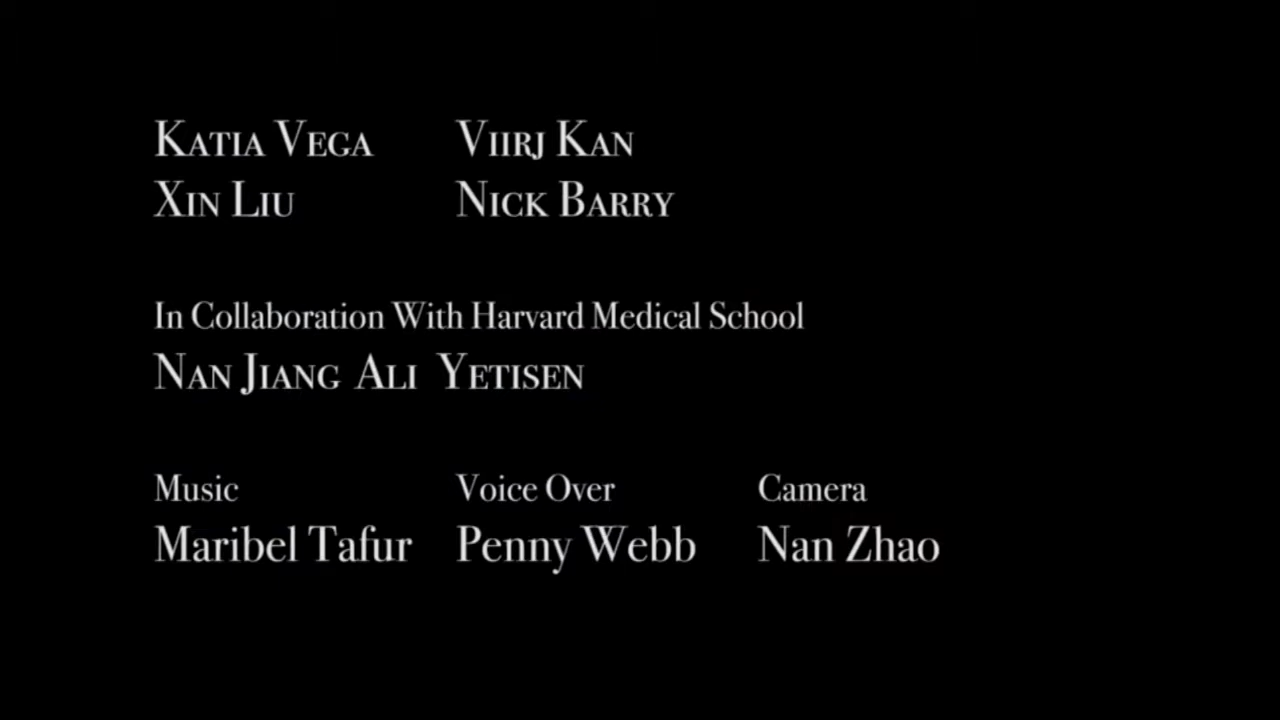 Katia Vega Viirj Kan
Xin Liu Nick Barry
In Collaboration With Harvard Medical School
Nan Jiang Ali Yetisen
Music Voice Over Camera
Maribel Tafur Penny Webb Nan Zhao